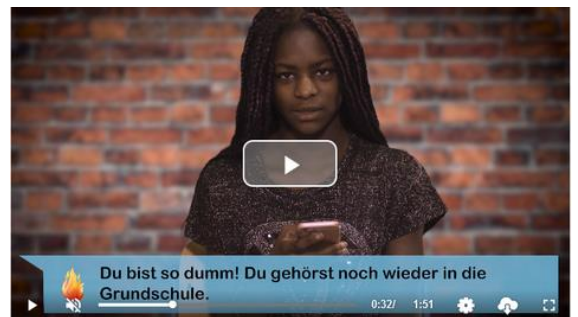 Du bist so dumm! Du gehörst noch wieder in die
Grundschule.
0:32/ 1:51